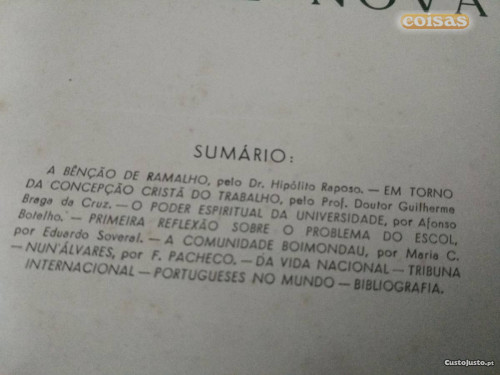 NOVA
coisas
SUMÁRIO:
A BÊNÇÃO DE RAMALHO, pelo Dr. Hipólito Raposo. — EM TORNO
DA CONCEPÇÃO CRISTÃ DO TRABALHO, pelo Prof. Doutor Guilherme
Braga da Cruz. — O PODER ESPIRITUAL DA UNIVERSIDADE, por Afonso
Botelho. — PRIMEIRA REFLEXÃO SOBRE O PROBLEMA DO ESCOL,
por Eduardo Soveral. — A COMUNIDADE BOIMONDAU, por Maria C.
— NUN'ÁLVARES, por F. PACHECO. — DA VIDA NACIONAL — TRIBUNA
INTERNACIONAL — PORTUGUESES NO MUNDO — BIBLIOGRAFIA.
© CustoJusto.pt